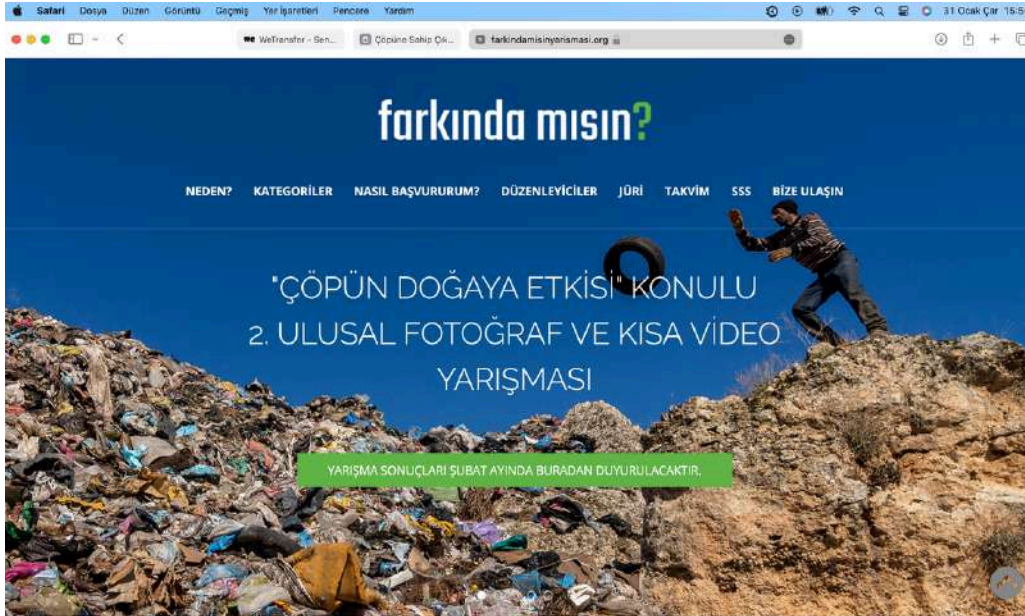 Safari Dosya Düzen Görüntü Geçmiş Yer İşaretleri Pencere Yardım
31 Ocak Çar
WeTransfer - Sen... Çöpüne Sahip Çık... farkindamisinyarismasi.org
farkında mısın?
NEDEN? KATEGORİLER NASIL BAŞVURURUM? DÜZENLEYİCİLER JÜRİ TAKVİM SSS BİZE ULAŞIN
"ÇÖPÜN DOĞAYA ETKİSİ" KONULU
2. ULUSAL FOTOĞRAF VE KISA VİDEO
YARIŞMASI
YARIŞMA SONUÇLARI ŞUBAT AYINDA BURADAN DUYURULACAKTIR.